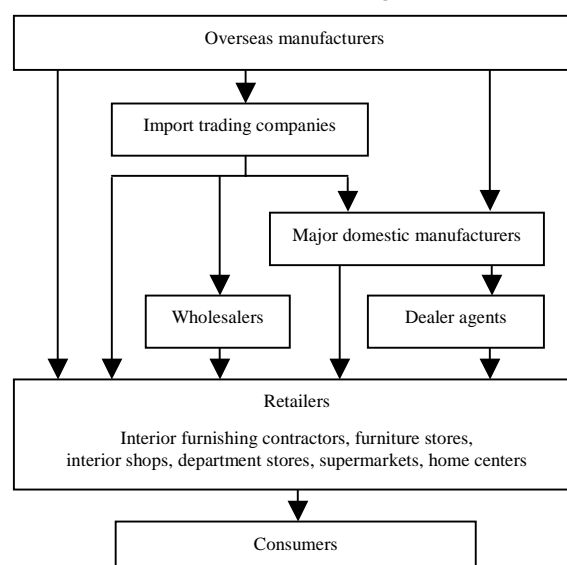 Overseas manufacturers
Import trading companies
Major domestic manufacturers
Wholesalers
Dealer agents
Retailers
Interior furnishing contractors, furniture stores,
interior shops, department stores, supermarkets, home centers
Consumers